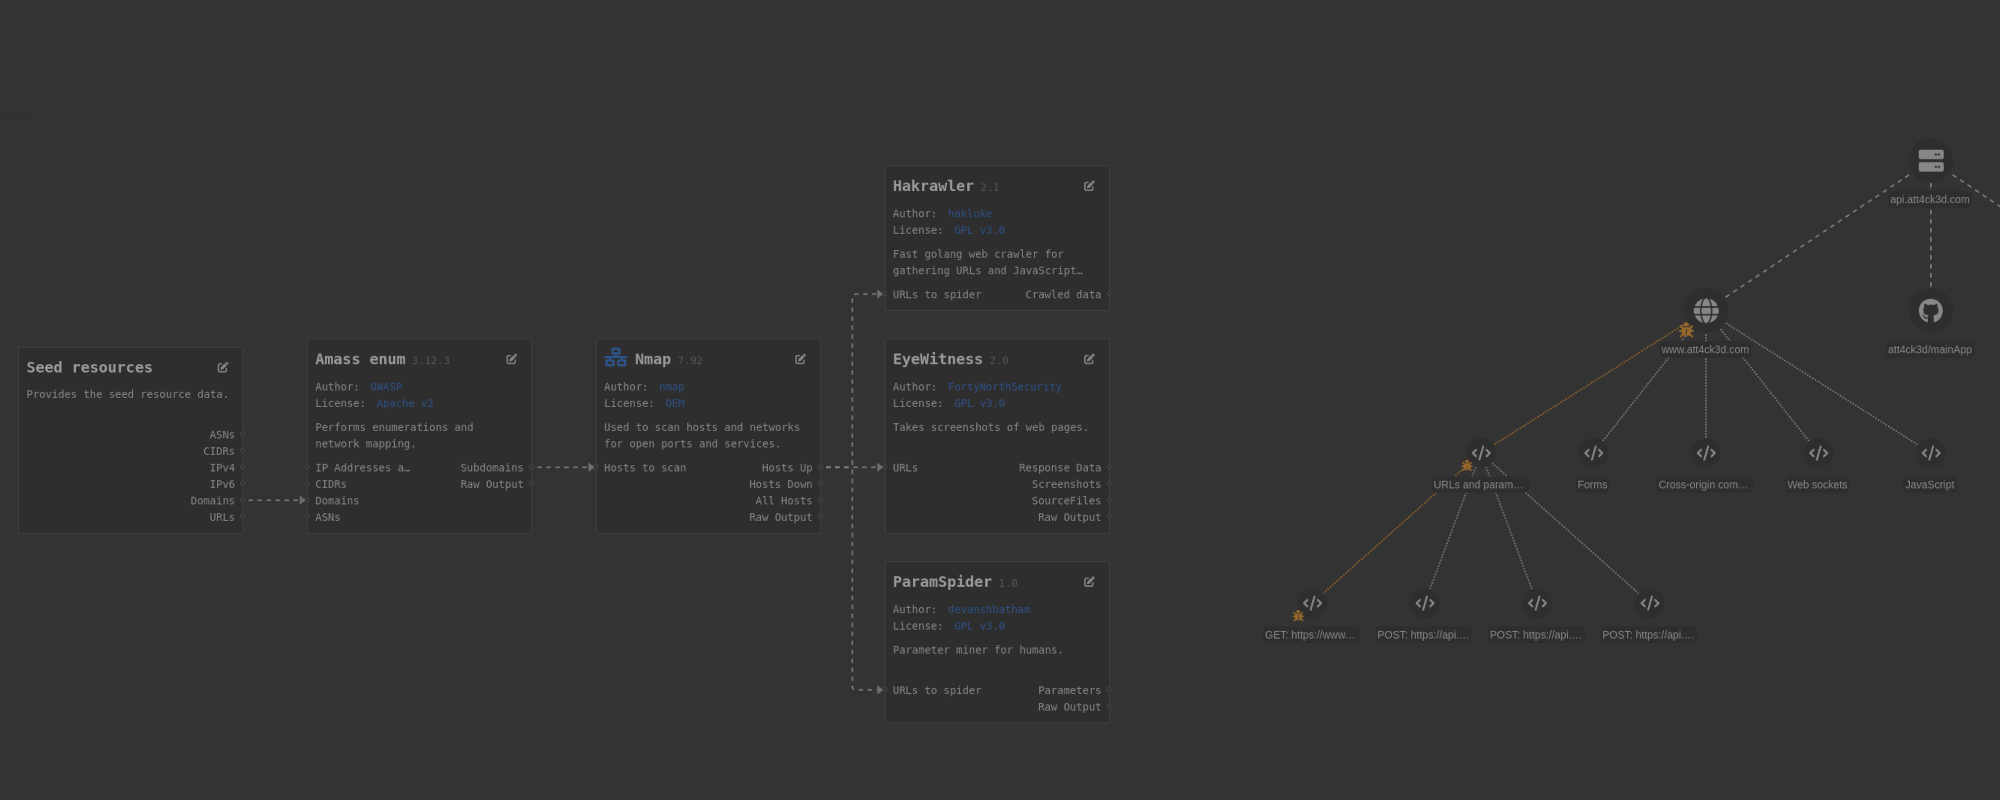 Seed resources
Provides the seed resource data.
ASNs
CIDRs
IPv4
IPv6
Domains
URLs
Amass enum 3.12.3
Author: OWASP
License: Apache v2
Performs enumerations and
network mapping.
IP Addresses a… Subdomains
CIDRs Raw Output
Domains
ASNs
Nmap 7.92
Author: nmap
License: OEM
Used to scan hosts and networks
for open ports and services.
Hosts to scan Hosts Up
Hosts Down
All Hosts
Raw Output
Hakrawler 2.1
Author: hakluke
License: GPL v3.0
Fast golang web crawler for
gathering URLs and JavaScript…
URLs to spider Crawled data
EyeWitness 2.0
Author: FortyNorthSecurity
License: GPL v3.0
Takes screenshots of web pages.
URLs Response Data
Screenshots
SourceFiles
Raw Output
ParamSpider 1.0
Author: devanshbatham
License: GPL v3.0
Parameter miner for humans.
URLs to spider Parameters
Raw Output
api.att4ck3d.com
www.att4ck3d.com
att4ck3d/mainApp
URLs and param…
Forms
Cross-origin com…
Web sockets
JavaScript
GET: https://www…
POST: https://api.…
POST: https://api.…
POST: https://api.…